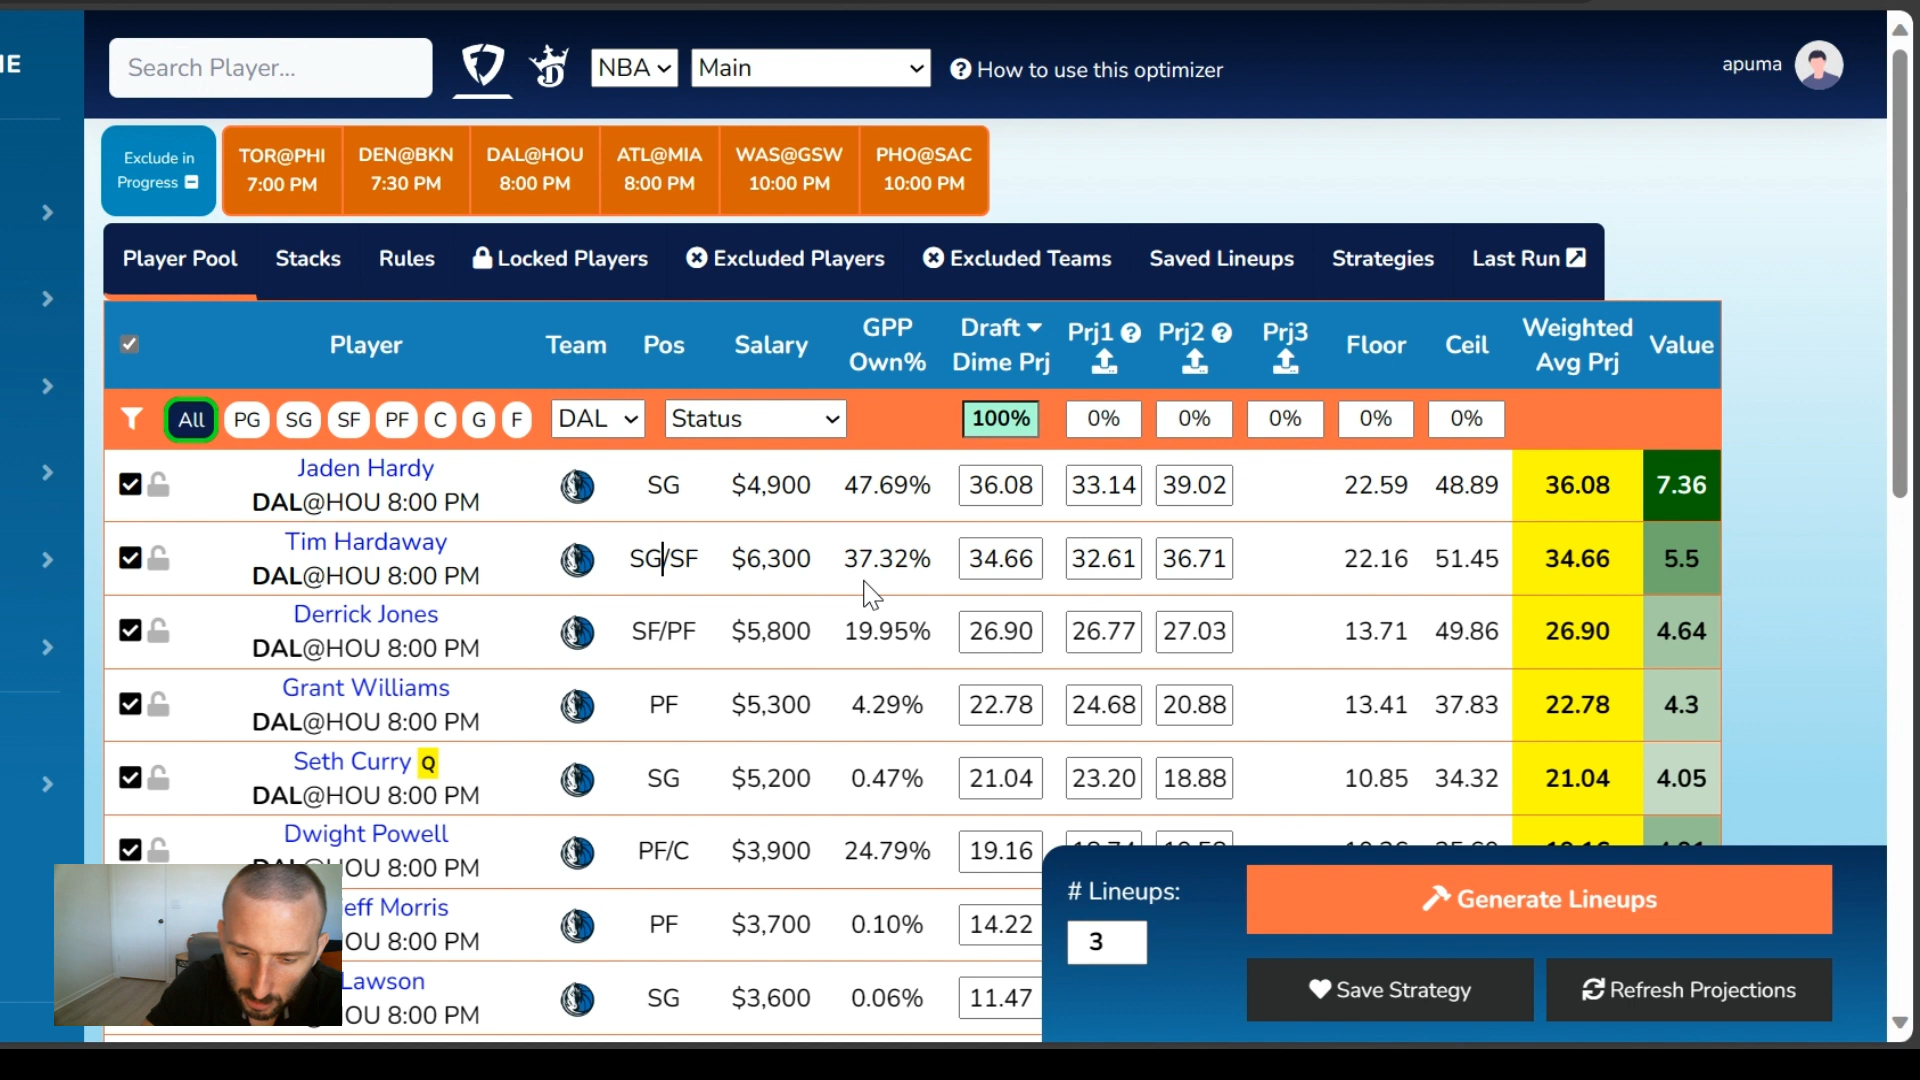 IE
Search Player...
NBA
Main
How to use this optimizer
apuma
Exclude in
Progress
TOR@PHI
7:00 PM
DEN@BKN
7:30 PM
DAL@HOU
8:00 PM
ATL@MIA
8:00 PM
WAS@GSW
10:00 PM
PHO@SAC
10:00 PM
Player Pool Stacks Rules Locked Players Excluded Players Excluded Teams Saved Lineups Strategies Last Run
Player Team Pos Salary GPP Own% Draft Dime Prj Prj1 Prj2 Prj3 Floor Ceil Weighted Avg Prj Value
All PG SG SF PF C G F DAL Status 100% 0% 0% 0% 0% 0%
Jaden Hardy
DAL@HOU 8:00 PM
SG $4,900 47.69% 36.08 33.14 39.02 22.59 48.89 36.08 7.36
Tim Hardaway
DAL@HOU 8:00 PM
SG/SF $6,300 37.32% 34.66 32.61 36.71 22.16 51.45 34.66 5.5
Derrick Jones
DAL@HOU 8:00 PM
SF/PF $5,800 19.95% 26.90 26.77 27.03 13.71 49.86 26.90 4.64
Grant Williams
DAL@HOU 8:00 PM
PF $5,300 4.29% 22.78 24.68 20.88 13.41 37.83 22.78 4.3
Seth Curry Q
DAL@HOU 8:00 PM
SG $5,200 0.47% 21.04 23.20 18.88 10.85 34.32 21.04 4.05
Dwight Powell
DAL@HOU 8:00 PM
PF/C $3,900 24.79% 19.16
eff Morris
OU 8:00 PM
PF $3,700 0.10% 14.22
Lawson
OU 8:00 PM
SG $3,600 0.06% 11.47
# Lineups:
3
Generate Lineups
Save Strategy
Refresh Projections